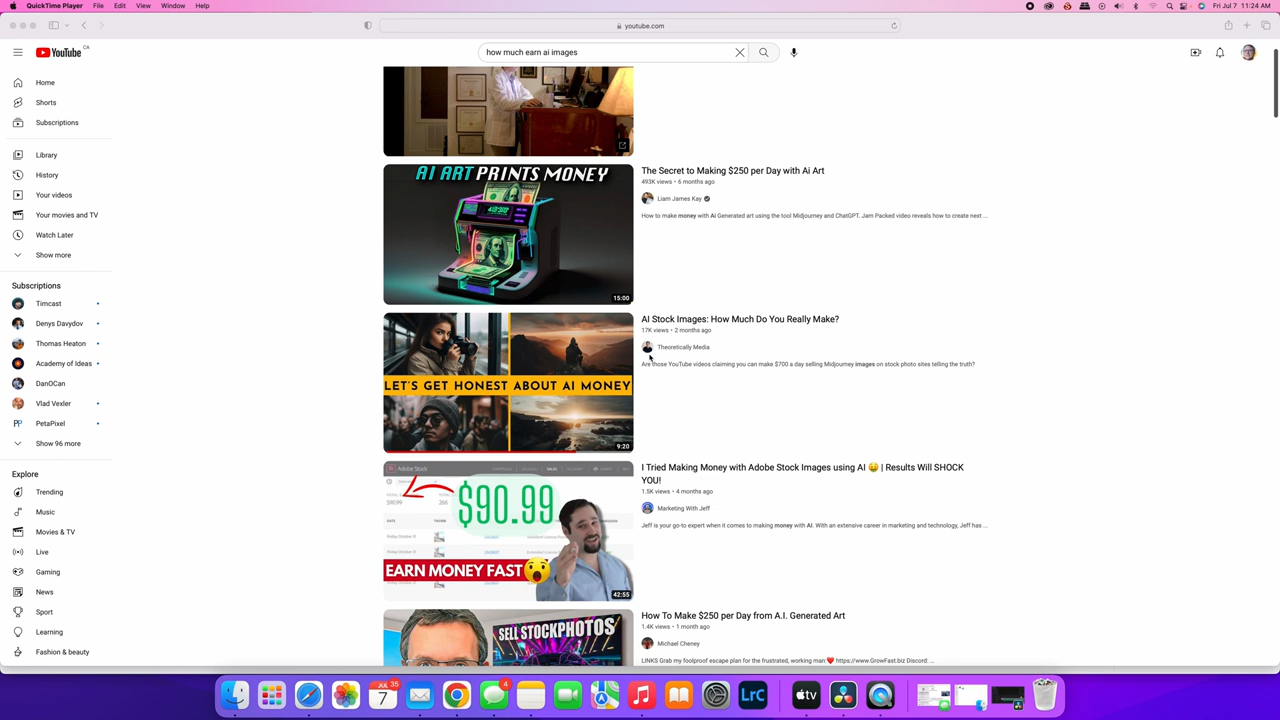 QuickTime Player File Edit View Window Help
Fri Jul 7 11:24 AM
youtube.com
YouTube CA
how much earn ai images
Home
Shorts
Subscriptions
Library
History
Your videos
Your movies and TV
Watch Later
Show more
Subscriptions
Timcast
Denys Davydov
Thomas Heaton
Academy of Ideas
DanOCan
Vlad Vexler
PetaPixel
Show 96 more
Explore
Trending
Music
Movies & TV
Live
Gaming
News
Sport
Learning
Fashion & beauty
AI ART PRINTS MONEY
15:00
The Secret to Making $250 per Day with Ai Art
493K views • 6 months ago
Liam James Kay
How to make money with Ai Generated art using the tool Midjourney and ChatGPT. Jam Packed video reveals how to create next ...
LET'S GET HONEST ABOUT AI MONEY
9:20
AI Stock Images: How Much Do You Really Make?
17K views • 2 months ago
Theoretically Media
Are those YouTube videos claiming you can make $700 a day selling Midjourney images on stock photo sites telling the truth?
Adobe Stock
$90.99
$90.99
266
EARN MONEY FAST
42:55
I Tried Making Money with Adobe Stock Images using AI 🤑 | Results Will SHOCK
YOU!
1.5K views • 4 months ago
Marketing With Jeff
Jeff is your go-to expert when it comes to making money with AI. With an extensive career in marketing and technology, Jeff has ...
SELL STOCKPHOTOS
How To Make $250 per Day from A.I. Generated Art
1.4K views • 1 month ago
Michael Cheney
LINKS Grab my foolproof escape plan for the frustrated, working man❤️ https://www.GrowFast.biz Discord: ...
JUL 35
7
4
LrC
tv